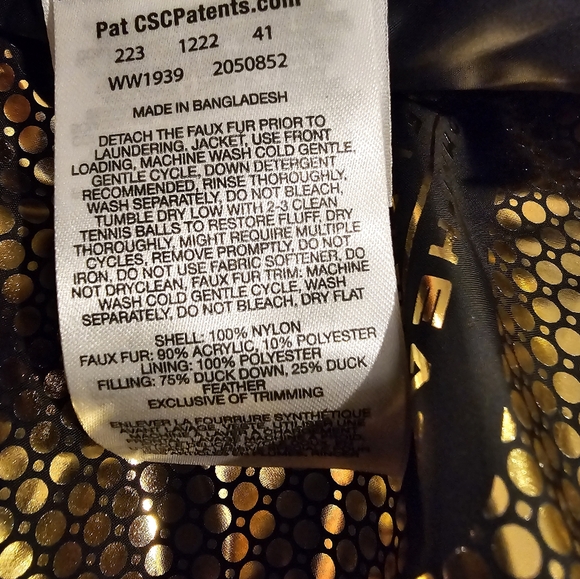 Pat CSCPatents.com
223 1222 41
WW1939 2050852
MADE IN BANGLADESH
DETACH THE FAUX FUR PRIOR TO
LAUNDERING, JACKET, USE FRONT
LOADING, MACHINE WASH COLD GENTLE,
GENTLE CYCLE, DOWN DETERGENT
RECOMMENDED, RINSE THOROUGHLY,
WASH SEPARATELY, DO NOT BLEACH,
TUMBLE DRY LOW WITH 2-3 CLEAN
TENNIS BALLS TO RESTORE FLUFF DRY
THOROUGHLY, MIGHT REQUIRE MULTIPLE
CYCLES, REMOVE PROMPTLY, DO NOT
IRON, DO NOT USE FABRIC SOFTENER, DO
NOT DRYCLEAN, FAUX FUR TRIM: MACHINE
WASH COLD GENTLE CYCLE, WASH
SEPARATELY, DO NOT BLEACH, DRY FLAT
SHELL: 100% NYLON
FAUX FUR: 90% ACRYLIC, 10% POLYESTER
LINING: 100% POLYESTER
FILLING: 75% DUCK DOWN, 25% DUCK
FEATHER
EXCLUSIVE OF TRIMMING
ENLEVER LA FOURRURE SYNTHÉTIQUE